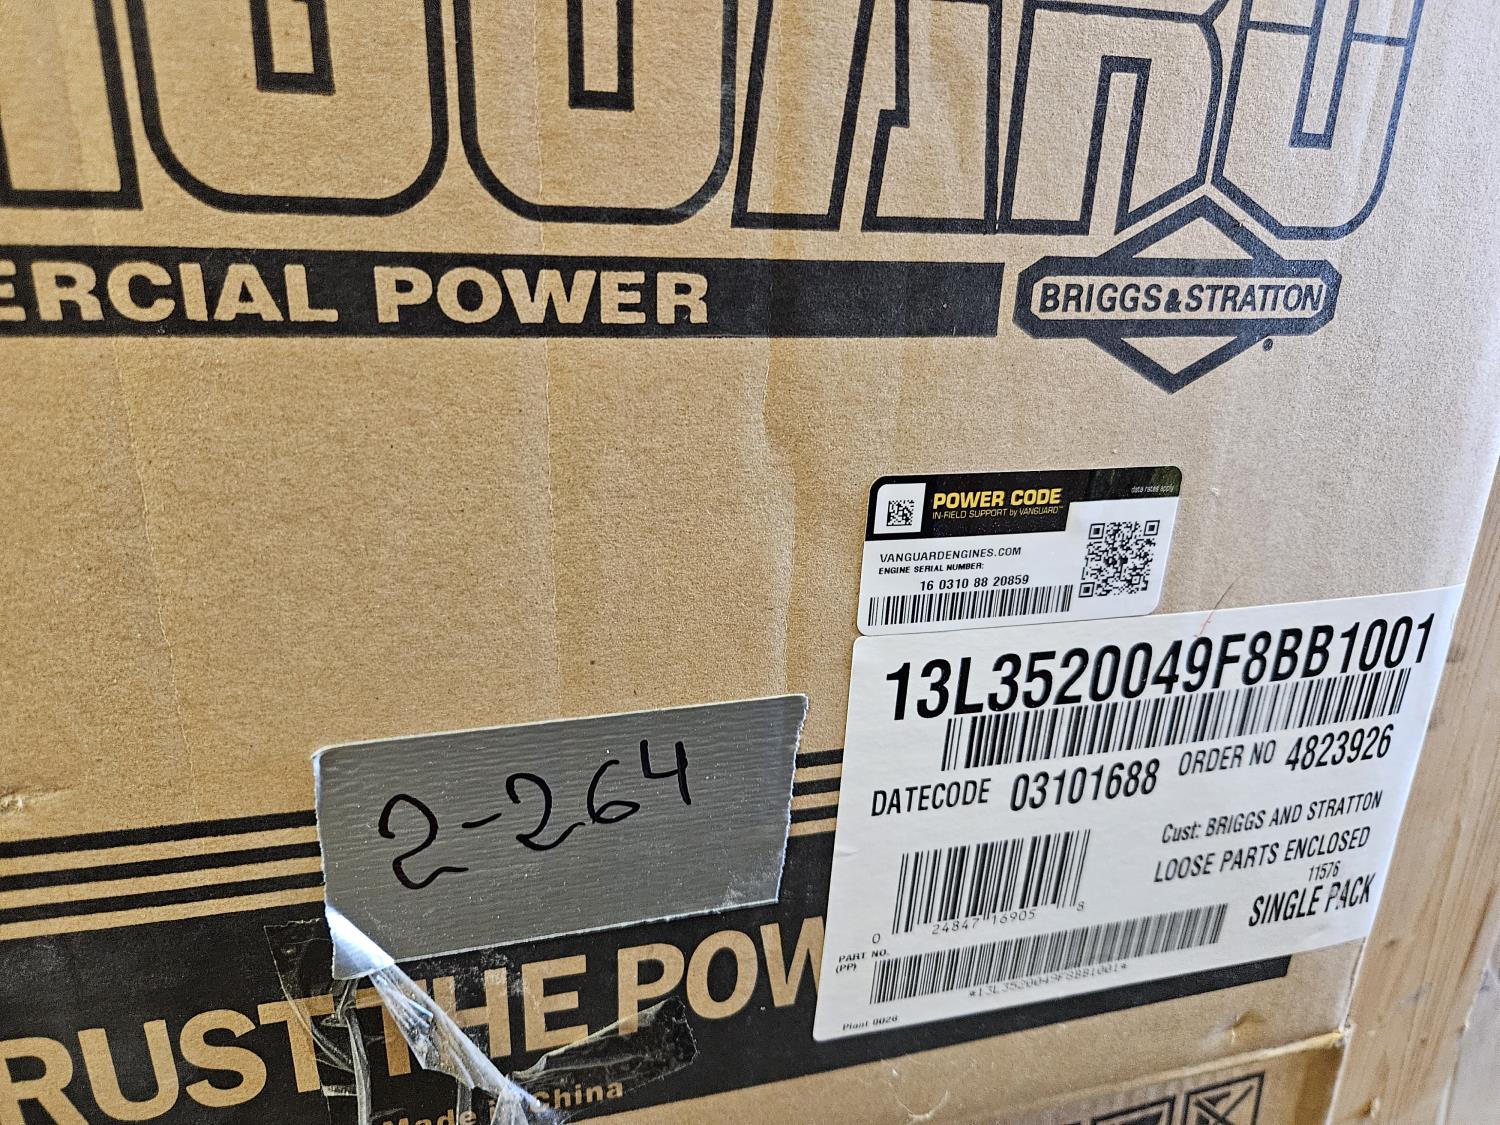 ERCIAL POWER
BRIGGS&STRATTON
POWER CODE
data rates apply
IN-FIELD SUPPORT by VANGUARD™
VANGUARDENGINES.COM
ENGINE SERIAL NUMBER:
16 0310 88 20859
13L3520049F8BB1001
DATECODE 03101688 ORDER NO 4823926
Cust: BRIGGS AND STRATTON
LOOSE PARTS ENCLOSED
11576
SINGLE PACK
0 24847 16905 8
PART NO.
(PP)
*13L3520049F8BB1001*
Plant 0026
2-264
RUST THE POW
Made in China